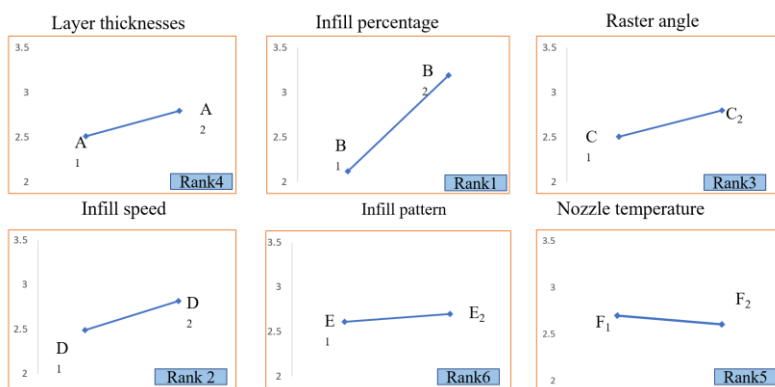 Layer thicknesses
3.5
3
2.5
2
A
1
A
2
Rank4
Infill percentage
3.5
3
2.5
2
B
1
B
2
Rank1
Raster angle
3.5
3
2.5
2
C
1
C2
Rank3
Infill speed
3.5
3
2.5
2
D
1
D
2
Rank 2
Infill pattern
3.5
3
2.5
2
E
1
E2
Rank6
Nozzle temperature
3.5
3
2.5
2
F1
F2
Rank5